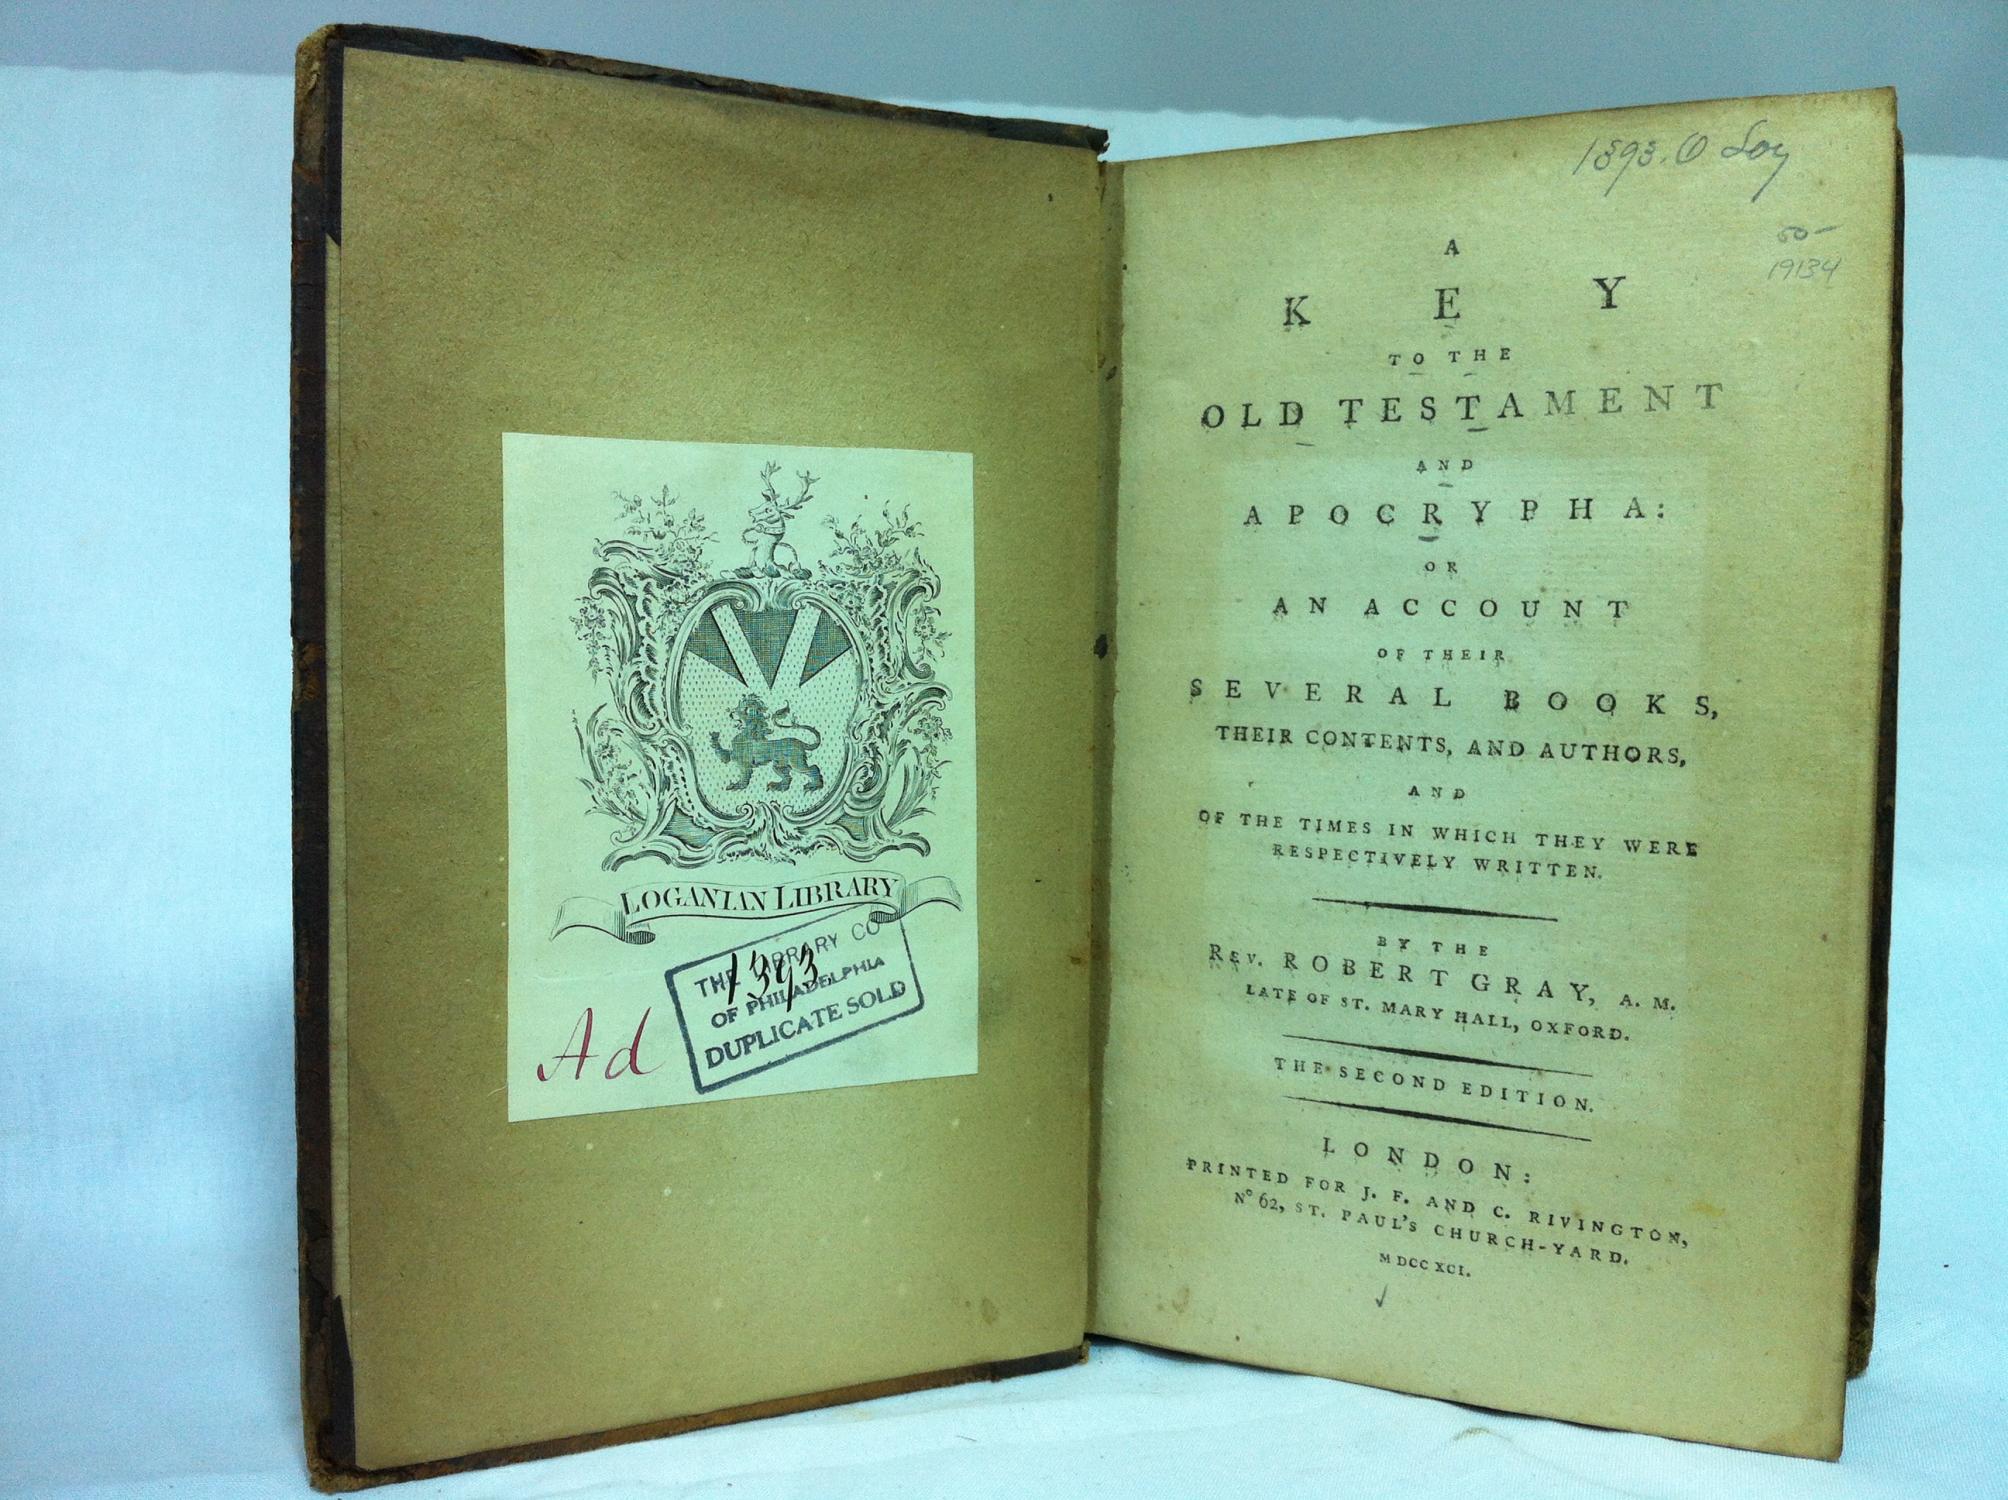 LOGANIAN LIBRARY
1393
THE LIBRARY CO
OF PHILADELPHIA
DUPLICATE SOLD
Ad
1393. O Log
50-
19134
A
KEY
TO THE
OLD TESTAMENT
AND
APOCRYPHA:
OR
AN ACCOUNT
OF THEIR
SEVERAL BOOKS,
THEIR CONTENTS, AND AUTHORS,
AND
OF THE TIMES IN WHICH THEY WERE
RESPECTIVELY WRITTEN.
BY THE
REV. ROBERT GRAY, A. M.
LATE OF ST. MARY HALL, OXFORD.
THE SECOND EDITION.
LONDON:
PRINTED FOR J. F. AND C. RIVINGTON,
No 62, ST. PAUL'S CHURCH-YARD.
MDCCXCI.